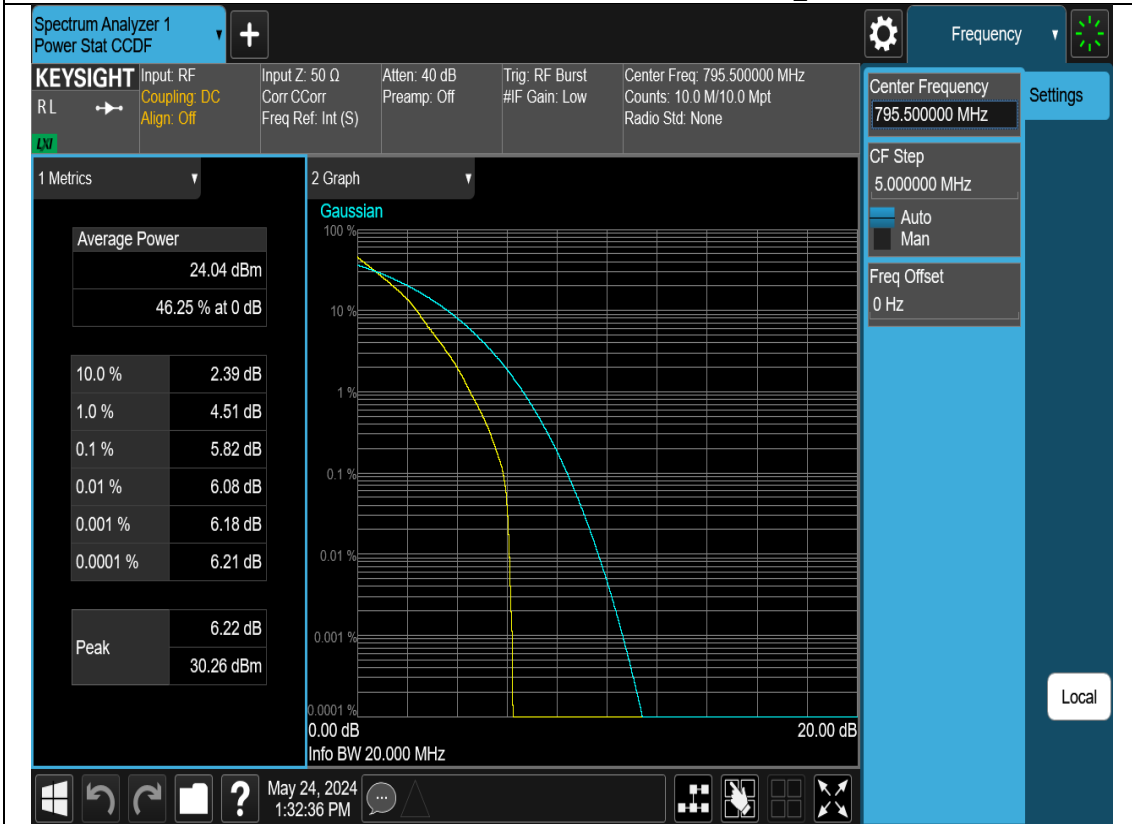 Spectrum Analyzer 1
Power Stat CCDF
+
Frequency
KEYSIGHT
RL
LXI
Input: RF
Coupling: DC
Align: Off
Input Z: 50 Ω
Corr CCorr
Freq Ref: Int (S)
Atten: 40 dB
Preamp: Off
Trig: RF Burst
#IF Gain: Low
Center Freq: 795.500000 MHz
Counts: 10.0 M/10.0 Mpt
Radio Std: None
Center Frequency
795.500000 MHz
Settings
CF Step
5.000000 MHz
Auto
Man
Freq Offset
0 Hz
Local
1 Metrics
Average Power
24.04 dBm
46.25 % at 0 dB
10.0 % 2.39 dB
1.0 % 4.51 dB
0.1 % 5.82 dB
0.01 % 6.08 dB
0.001 % 6.18 dB
0.0001 % 6.21 dB
Peak 6.22 dB
30.26 dBm
2 Graph
Gaussian
100 %
10 %
1 %
0.1 %
0.01 %
0.001 %
0.0001 %
0.00 dB 20.00 dB
Info BW 20.000 MHz
?
May 24, 2024
1:32:36 PM